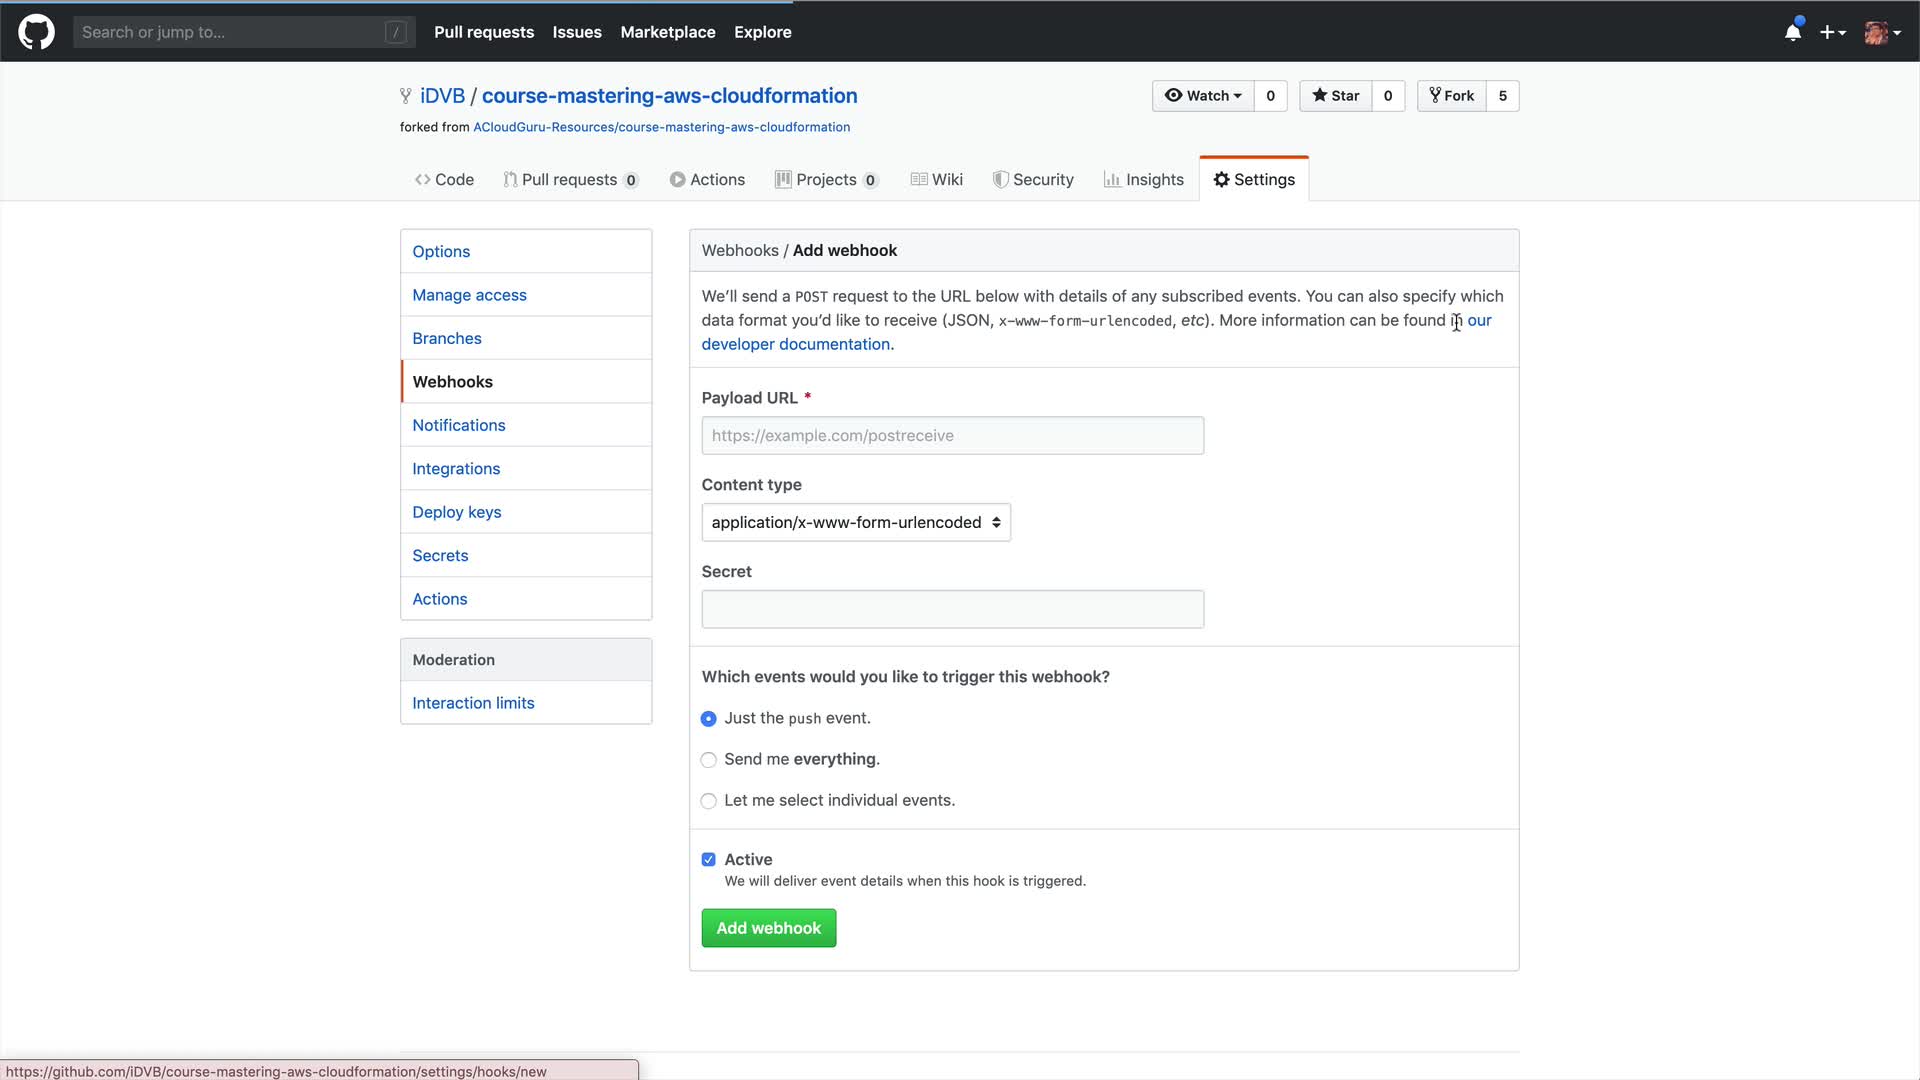 Search or jump to... /
Pull requests Issues Marketplace Explore
iDVB / course-mastering-aws-cloudformation
forked from ACloudGuru-Resources/course-mastering-aws-cloudformation
Watch 0 Star 0 Fork 5
Code Pull requests 0 Actions Projects 0 Wiki Security Insights Settings
Options
Manage access
Branches
Webhooks
Notifications
Integrations
Deploy keys
Secrets
Actions
Moderation
Interaction limits
Webhooks / Add webhook
We’ll send a POST request to the URL below with details of any subscribed events. You can also specify which
data format you’d like to receive (JSON, x-www-form-urlencoded, etc). More information can be found in our
developer documentation.
Payload URL *
https://example.com/postreceive
Content type
application/x-www-form-urlencoded
Secret
Which events would you like to trigger this webhook?
Just the push event.
Send me everything.
Let me select individual events.
Active
We will deliver event details when this hook is triggered.
Add webhook
https://github.com/iDVB/course-mastering-aws-cloudformation/settings/hooks/new